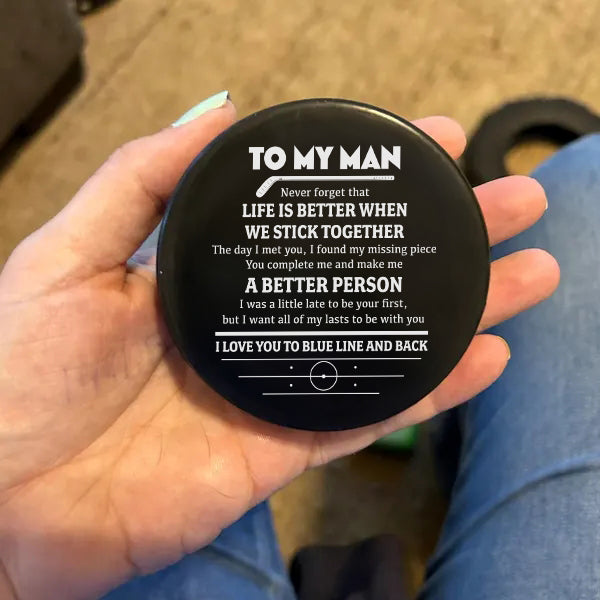 TO MY MAN
Never forget that
LIFE IS BETTER WHEN
WE STICK TOGETHER
The day I met you, I found my missing piece
You complete me and make me
A BETTER PERSON
I was a little late to be your first,
but I want all of my lasts to be with you
I LOVE YOU TO BLUE LINE AND BACK